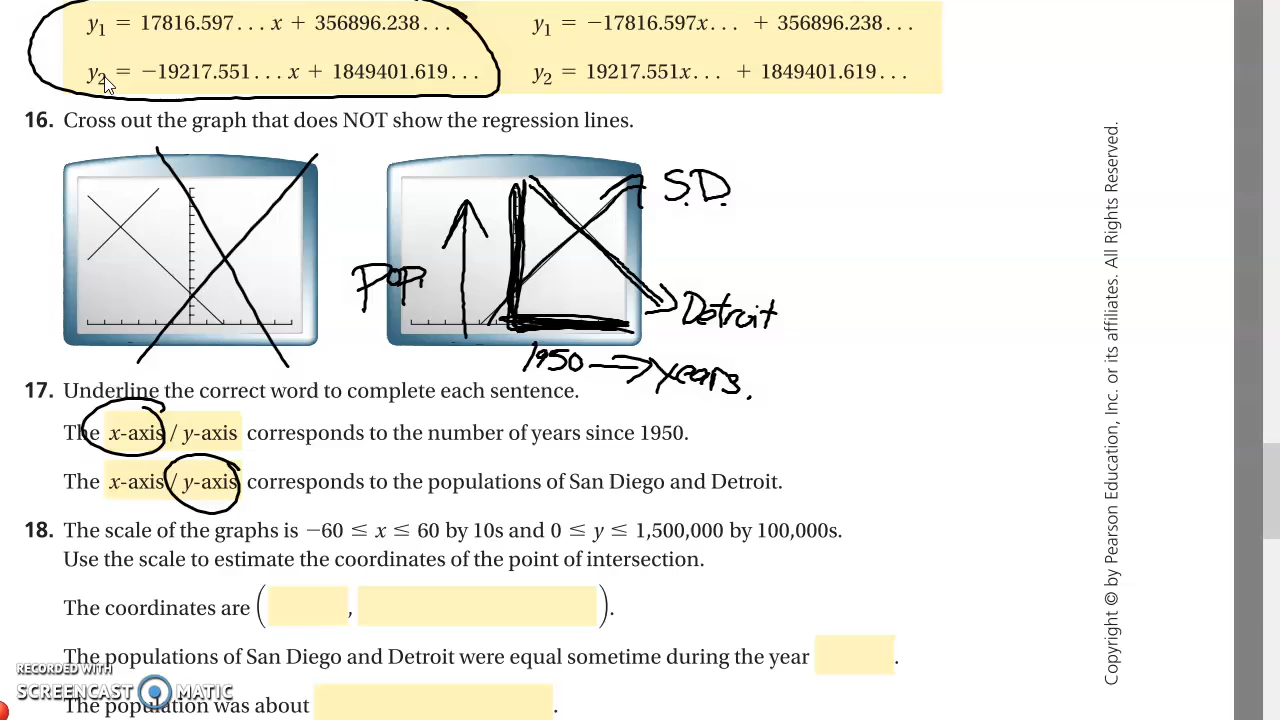 y₁ = 17816.597...x + 356896.238...
y₁ = −17816.597x... + 356896.238...
y₂ = −19217.551...x + 1849401.619...
y₂ = 19217.551x... + 1849401.619...
16. Cross out the graph that does NOT show the regression lines.
S.D.
Pop.
Detroit
1950 → years.
17. Underline the correct word to complete each sentence.
The x-axis / y-axis corresponds to the number of years since 1950.
The x-axis / y-axis corresponds to the populations of San Diego and Detroit.
18. The scale of the graphs is −60 ≤ x ≤ 60 by 10s and 0 ≤ y ≤ 1,500,000 by 100,000s.
Use the scale to estimate the coordinates of the point of intersection.
The coordinates are ( , ).
The populations of San Diego and Detroit were equal sometime during the year .
The population was about .
RECORDED WITH
SCREENCAST MATIC
Copyright © by Pearson Education, Inc. or its affiliates. All Rights Reserved.